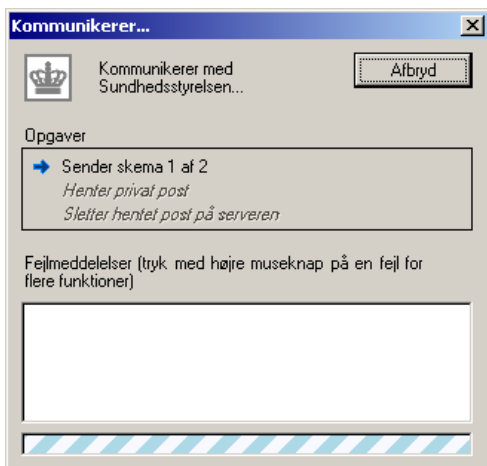 Kommunikerer...
Kommunikerer med
Sundhedsstyrelsen...
Afbryd
Opgaver
Sender skema 1 af 2
Henter privat post
Sletter hentet post på serveren
Fejlmeddelelser (tryk med højre museknap på en fejl for
flere funktioner)